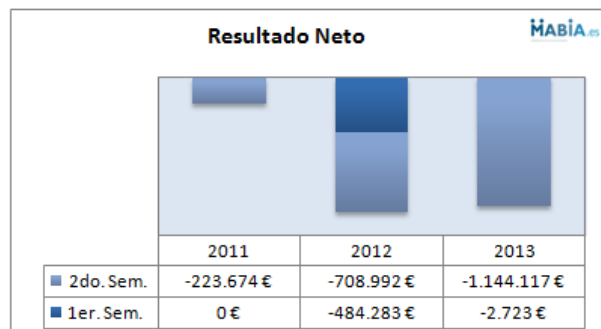 Resultado Neto
HABÍA.es
2011 2012 2013
2do. Sem. -223.674 € -708.992 € -1.144.117 €
1er. Sem. 0 € -484.283 € -2.723 €